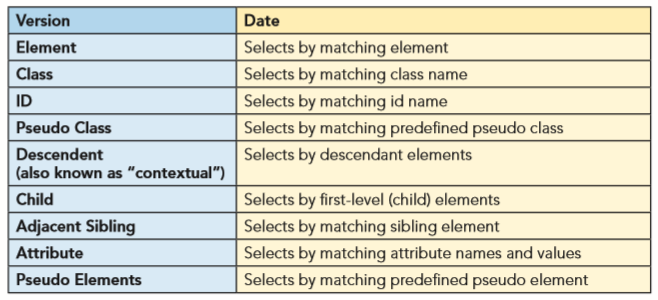 Version Date
Element Selects by matching element
Class Selects by matching class name
ID Selects by matching id name
Pseudo Class Selects by matching predefined pseudo class
Descendent Selects by descendant elements
(also known as “contextual”)
Child Selects by first-level (child) elements
Adjacent Sibling Selects by matching sibling element
Attribute Selects by matching attribute names and values
Pseudo Elements Selects by matching predefined pseudo element